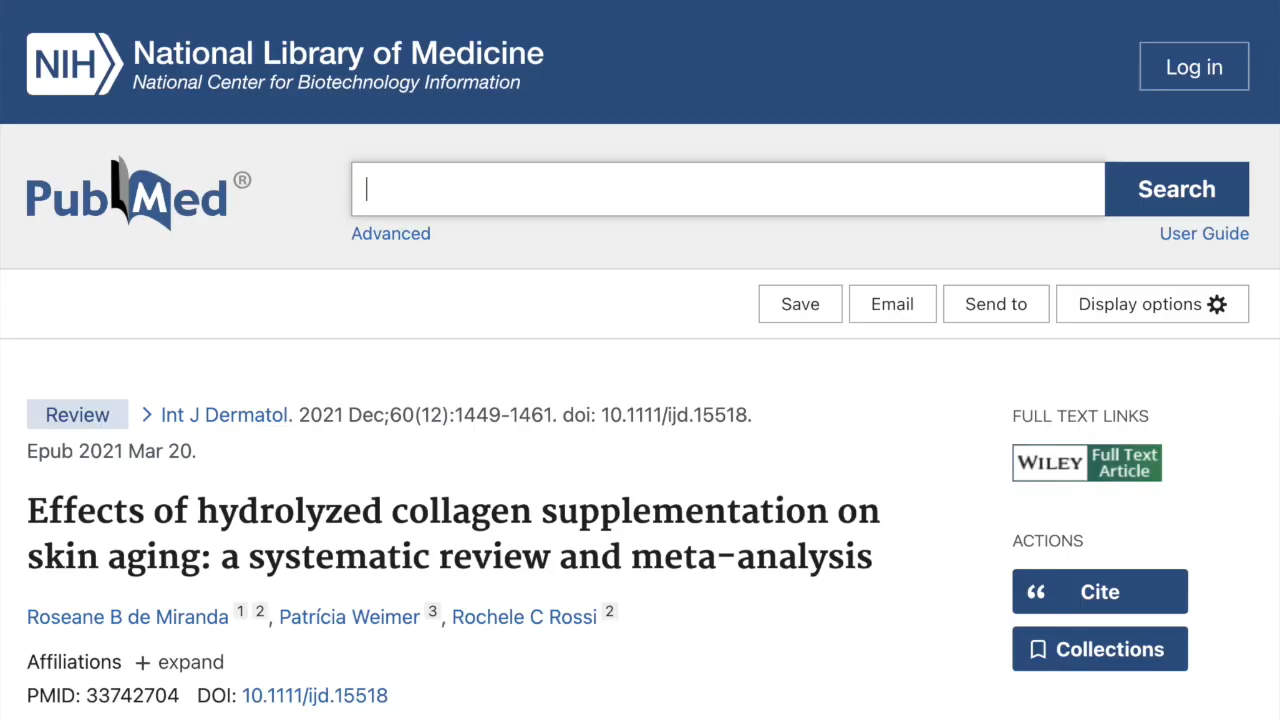 NIH National Library of Medicine
National Center for Biotechnology Information
Log in
PubMed®
Search
Advanced
User Guide
Save
Email
Send to
Display options
Review
Int J Dermatol. 2021 Dec;60(12):1449-1461. doi: 10.1111/ijd.15518.
Epub 2021 Mar 20.
Effects of hydrolyzed collagen supplementation on
skin aging: a systematic review and meta-analysis
Roseane B de Miranda 1 2, Patrícia Weimer 3, Rochele C Rossi 2
Affiliations + expand
PMID: 33742704 DOI: 10.1111/ijd.15518
FULL TEXT LINKS
WILEY Full Text
Article
ACTIONS
Cite
Collections